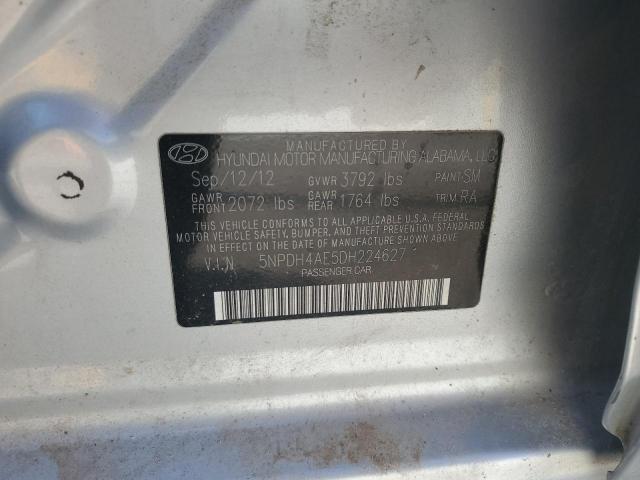 MANUFACTURED BY
HYUNDAI MOTOR MANUFACTURING ALABAMA, LLC
Sep/12/12 GVWR 3792 lbs PAINT: SM
GAWR FRONT 2072 lbs GAWR REAR 1764 lbs TRIM: RA
THIS VEHICLE CONFORMS TO ALL APPLICABLE U.S.A. FEDERAL
MOTOR VEHICLE SAFETY, BUMPER, AND THEFT PREVENTION
STANDARDS IN EFFECT ON THE DATE OF MANUFACTURE SHOWN ABOVE.
V.I.N 5NPDH4AE5DH224627
PASSENGER CAR